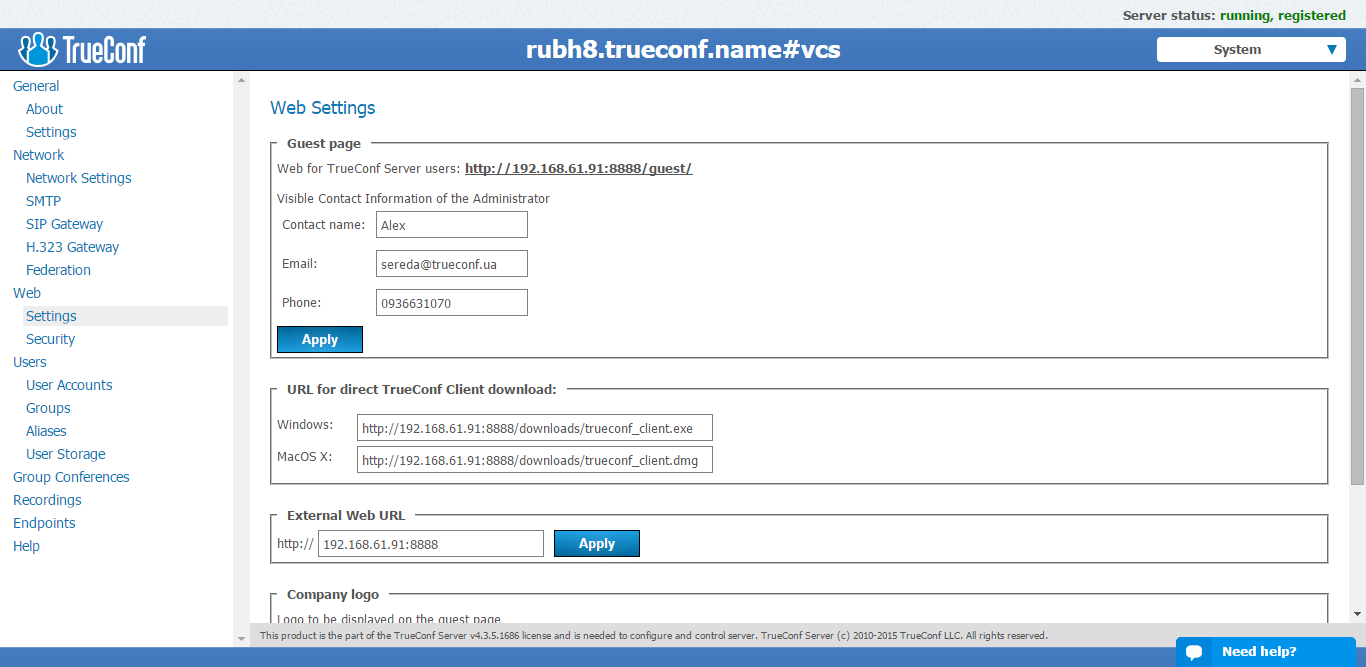 Server status: running, registered
TrueConf
rubh8.trueconf.name#vcs
System
General
About
Settings
Network
Network Settings
SMTP
SIP Gateway
H.323 Gateway
Federation
Web
Settings
Security
Users
User Accounts
Groups
Aliases
User Storage
Group Conferences
Recordings
Endpoints
Help
Web Settings
Guest page
Web for TrueConf Server users: http://192.168.61.91:8888/guest/
Visible Contact Information of the Administrator
Contact name: Alex
Email: sereda@trueconf.ua
Phone: 0936631070
Apply
URL for direct TrueConf Client download:
Windows: http://192.168.61.91:8888/downloads/trueconf_client.exe
MacOS X: http://192.168.61.91:8888/downloads/trueconf_client.dmg
External Web URL
http:// 192.168.61.91:8888 Apply
Company logo
Logo to be displayed on the guest page
This product is the part of the TrueConf Server v4.3.5.1686 license and is needed to configure and control server. TrueConf Server (c) 2010-2015 TrueConf LLC. All rights reserved.
Need help?